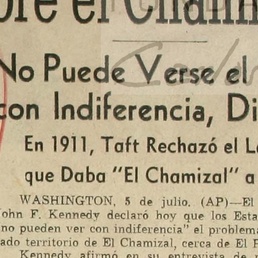 bre el Chami
No Puede Verse el
con Indiferencia, Di
En 1911, Taft Rechazó el L
que Daba "El Chamizal" a
WASHINGTON, 5 de julio. (AP)—El
John F. Kennedy declaró hoy que los Esta
no pueden ver con indiferencia" el problema
ado territorio de El Chamizal, cerca de El P
Kennedy afirmó en su entrevista de